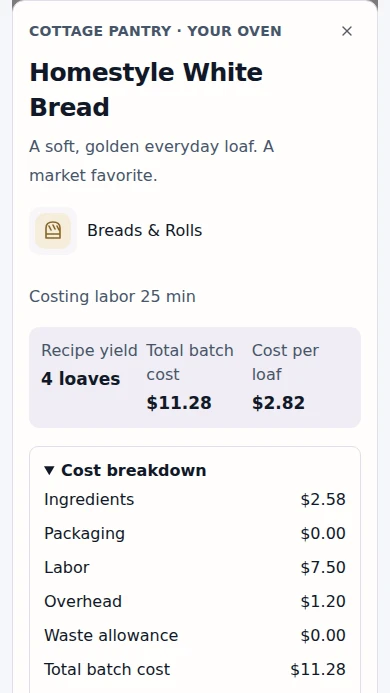 COTTAGE PANTRY · YOUR OVEN ×
Homestyle White
Bread
A soft, golden everyday loaf. A
market favorite.
Breads & Rolls
Costing labor 25 min
Recipe yield
4 loaves
Total batch
cost
$11.28
Cost per
loaf
$2.82
▼ Cost breakdown
Ingredients $2.58
Packaging $0.00
Labor $7.50
Overhead $1.20
Waste allowance $0.00
Total batch cost $11.28